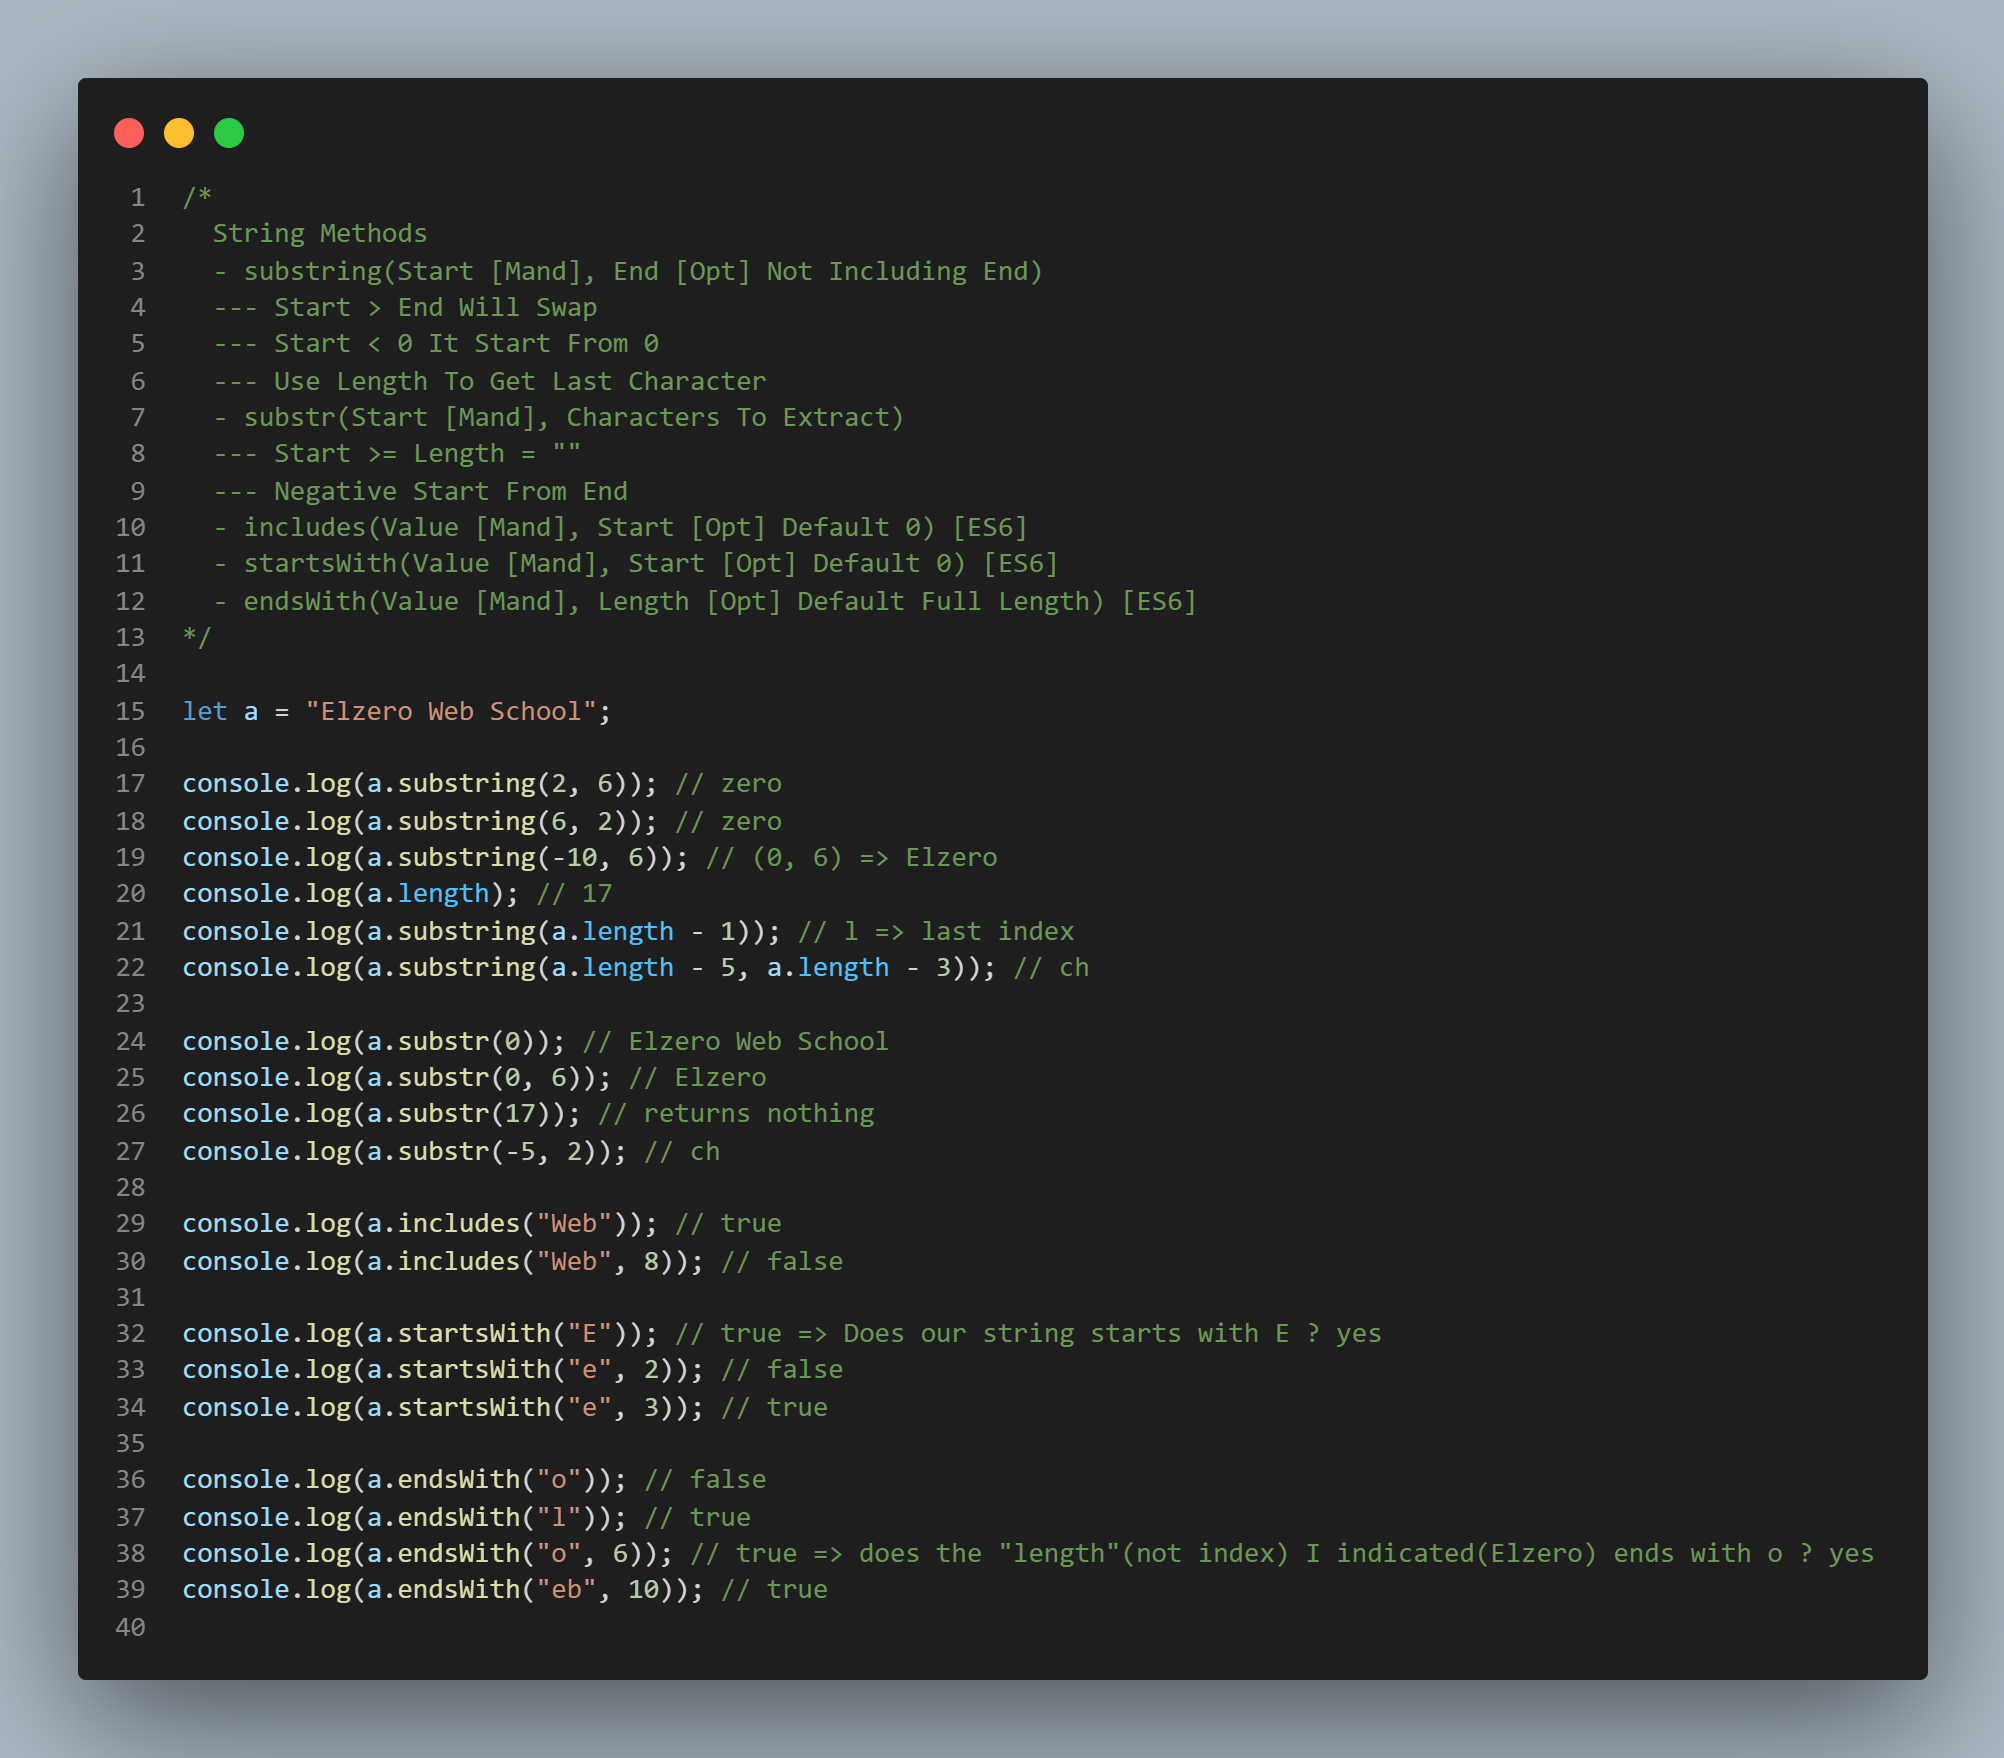 1 /*
2   String Methods
3   - substring(Start [Mand], End [Opt] Not Including End)
4   --- Start > End Will Swap
5   --- Start < 0 It Start From 0
6   --- Use Length To Get Last Character
7   - substr(Start [Mand], Characters To Extract)
8   --- Start >= Length = ""
9   --- Negative Start From End
10   - includes(Value [Mand], Start [Opt] Default 0) [ES6]
11   - startsWith(Value [Mand], Start [Opt] Default 0) [ES6]
12   - endsWith(Value [Mand], Length [Opt] Default Full Length) [ES6]
13 */
14
15 let a = "Elzero Web School";
16
17 console.log(a.substring(2, 6)); // zero
18 console.log(a.substring(6, 2)); // zero
19 console.log(a.substring(-10, 6)); // (0, 6) => Elzero
20 console.log(a.length); // 17
21 console.log(a.substring(a.length - 1)); // l => last index
22 console.log(a.substring(a.length - 5, a.length - 3)); // ch
23
24 console.log(a.substr(0)); // Elzero Web School
25 console.log(a.substr(0, 6)); // Elzero
26 console.log(a.substr(17)); // returns nothing
27 console.log(a.substr(-5, 2)); // ch
28
29 console.log(a.includes("Web")); // true
30 console.log(a.includes("Web", 8)); // false
31
32 console.log(a.startsWith("E")); // true => Does our string starts with E ? yes
33 console.log(a.startsWith("e", 2)); // false
34 console.log(a.startsWith("e", 3)); // true
35
36 console.log(a.endsWith("o")); // false
37 console.log(a.endsWith("l")); // true
38 console.log(a.endsWith("o", 6)); // true => does the "length"(not index) I indicated(Elzero) ends with o ? yes
39 console.log(a.endsWith("eb", 10)); // true
40